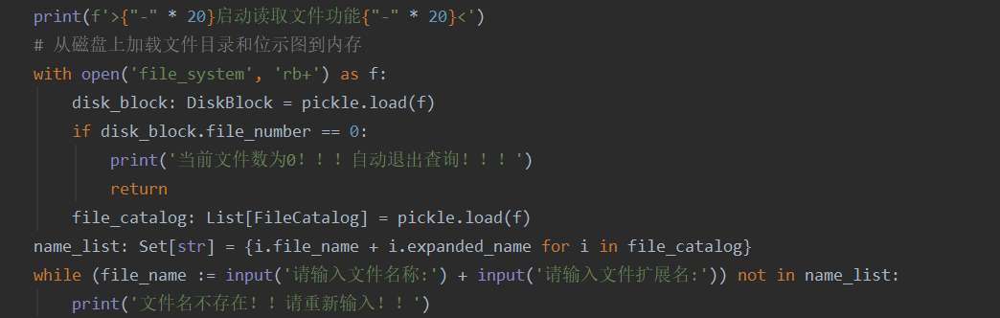 print(f'>{"-" * 20}启动读取文件功能{"-" * 20}<')
# 从磁盘上加载文件目录和位示图到内存
with open('file_system', 'rb+') as f:
    disk_block: DiskBlock = pickle.load(f)
    if disk_block.file_number == 0:
        print('当前文件数为0！！！自动退出查询！！！')
        return
    file_catalog: List[FileCatalog] = pickle.load(f)
name_list: Set[str] = {i.file_name + i.expanded_name for i in file_catalog}
while (file_name := input('请输入文件名称:') + input('请输入文件扩展名:')) not in name_list:
    print('文件名不存在！！请重新输入！！')